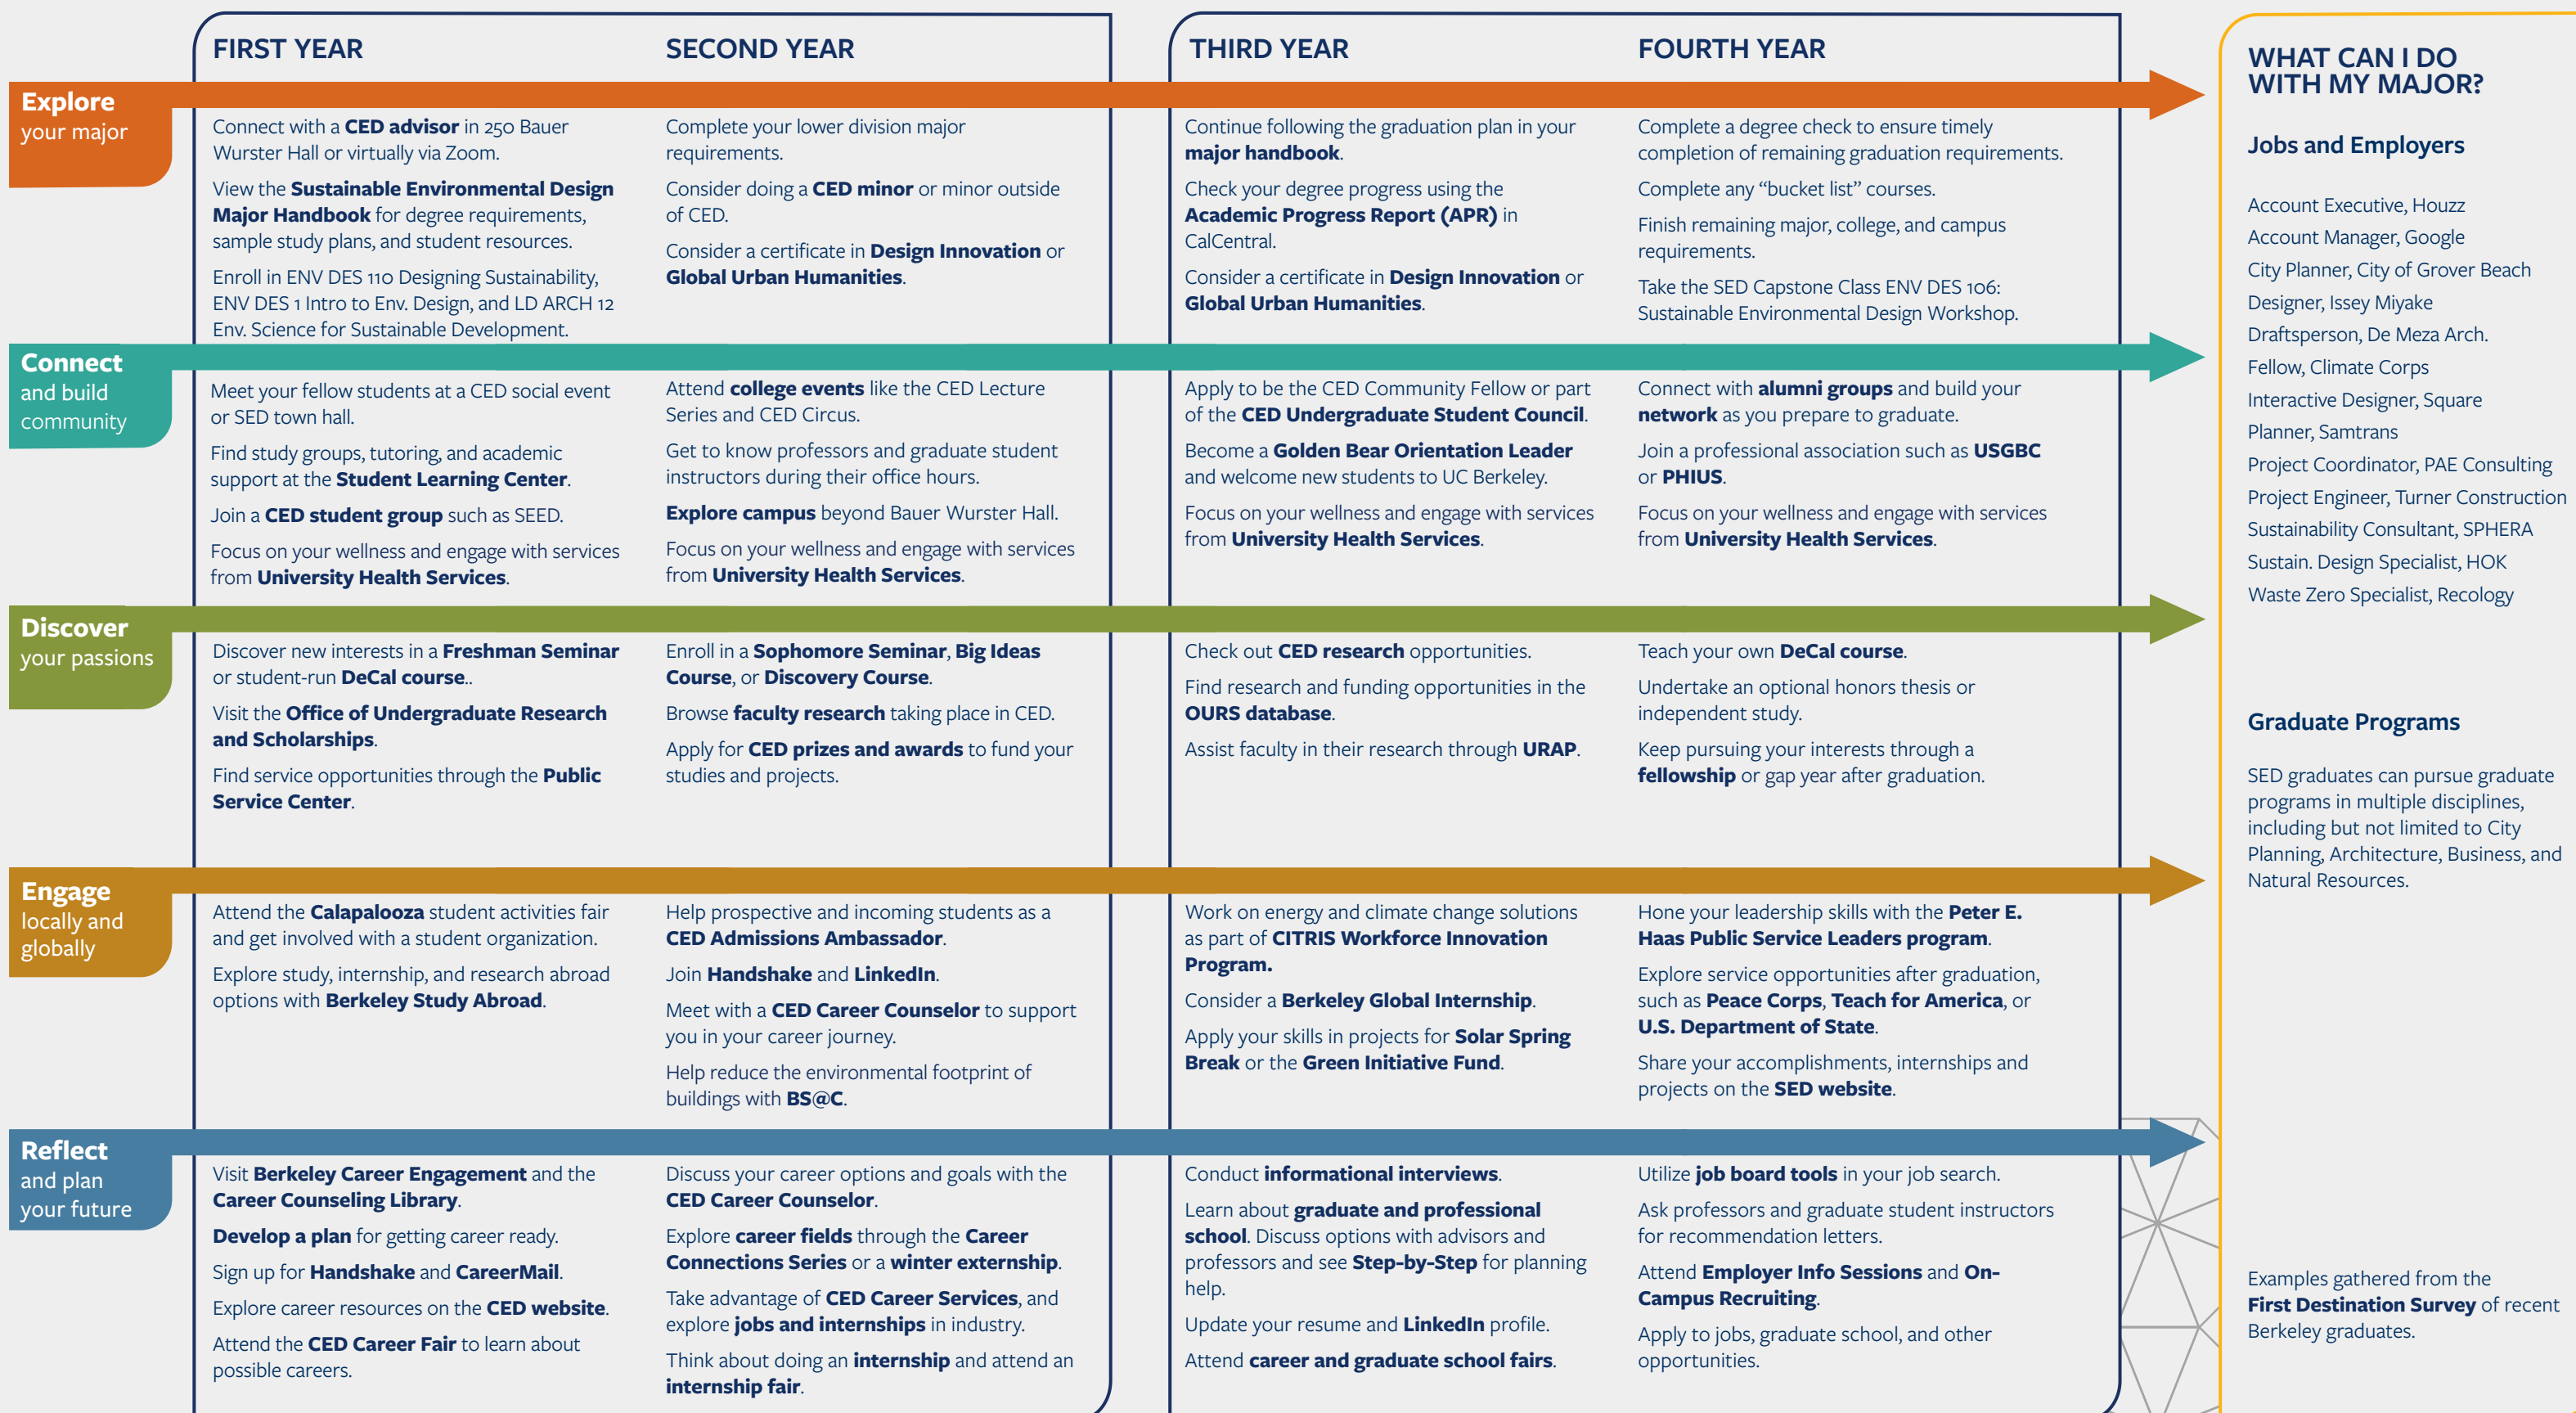 FIRST YEAR
SECOND YEAR
THIRD YEAR
FOURTH YEAR
Explore
your major
Connect with a CED advisor in 250 Bauer
Wurster Hall or virtually via Zoom.
View the Sustainable Environmental Design
Major Handbook for degree requirements,
sample study plans, and student resources.
Enroll in ENV DES 110 Designing Sustainability,
ENV DES 1 Intro to Env. Design, and LD ARCH 12
Env. Science for Sustainable Development.
Complete your lower division major
requirements.
Consider doing a CED minor or minor outside
of CED.
Consider a certificate in Design Innovation or
Global Urban Humanities.
Continue following the graduation plan in your
major handbook.
Check your degree progress using the
Academic Progress Report (APR) in
CalCentral.
Consider a certificate in Design Innovation or
Global Urban Humanities.
Complete a degree check to ensure timely
completion of remaining graduation requirements.
Complete any “bucket list” courses.
Finish remaining major, college, and campus
requirements.
Take the SED Capstone Class ENV DES 106:
Sustainable Environmental Design Workshop.
Connect
and build
community
Meet your fellow students at a CED social event
or SED town hall.
Find study groups, tutoring, and academic
support at the Student Learning Center.
Join a CED student group such as SEED.
Focus on your wellness and engage with services
from University Health Services.
Attend college events like the CED Lecture
Series and CED Circus.
Get to know professors and graduate student
instructors during their office hours.
Explore campus beyond Bauer Wurster Hall.
Focus on your wellness and engage with services
from University Health Services.
Apply to be the CED Community Fellow or part
of the CED Undergraduate Student Council.
Become a Golden Bear Orientation Leader
and welcome new students to UC Berkeley.
Focus on your wellness and engage with services
from University Health Services.
Connect with alumni groups and build your
network as you prepare to graduate.
Join a professional association such as USGBC
or PHIUS.
Focus on your wellness and engage with services
from University Health Services.
Discover
your passions
Discover new interests in a Freshman Seminar
or student-run DeCal course..
Visit the Office of Undergraduate Research
and Scholarships.
Find service opportunities through the Public
Service Center.
Enroll in a Sophomore Seminar, Big Ideas
Course, or Discovery Course.
Browse faculty research taking place in CED.
Apply for CED prizes and awards to fund your
studies and projects.
Check out CED research opportunities.
Find research and funding opportunities in the
OURS database.
Assist faculty in their research through URAP.
Teach your own DeCal course.
Undertake an optional honors thesis or
independent study.
Keep pursuing your interests through a
fellowship or gap year after graduation.
Engage
locally and
globally
Attend the Calapalooza student activities fair
and get involved with a student organization.
Explore study, internship, and research abroad
options with Berkeley Study Abroad.
Help prospective and incoming students as a
CED Admissions Ambassador.
Join Handshake and LinkedIn.
Meet with a CED Career Counselor to support
you in your career journey.
Help reduce the environmental footprint of
buildings with BS@C.
Work on energy and climate change solutions
as part of CITRIS Workforce Innovation
Program.
Consider a Berkeley Global Internship.
Apply your skills in projects for Solar Spring
Break or the Green Initiative Fund.
Hone your leadership skills with the Peter E.
Haas Public Service Leaders program.
Explore service opportunities after graduation,
such as Peace Corps, Teach for America, or
U.S. Department of State.
Share your accomplishments, internships and
projects on the SED website.
Reflect
and plan
your future
Visit Berkeley Career Engagement and the
Career Counseling Library.
Develop a plan for getting career ready.
Sign up for Handshake and CareerMail.
Explore career resources on the CED website.
Attend the CED Career Fair to learn about
possible careers.
Discuss your career options and goals with the
CED Career Counselor.
Explore career fields through the Career
Connections Series or a winter externship.
Take advantage of CED Career Services, and
explore jobs and internships in industry.
Think about doing an internship and attend an
internship fair.
Conduct informational interviews.
Learn about graduate and professional
school. Discuss options with advisors and
professors and see Step-by-Step for planning
help.
Update your resume and LinkedIn profile.
Attend career and graduate school fairs.
Utilize job board tools in your job search.
Ask professors and graduate student instructors
for recommendation letters.
Attend Employer Info Sessions and On-
Campus Recruiting.
Apply to jobs, graduate school, and other
opportunities.
WHAT CAN I DO
WITH MY MAJOR?
Jobs and Employers
Account Executive, Houzz
Account Manager, Google
City Planner, City of Grover Beach
Designer, Issey Miyake
Draftsperson, De Meza Arch.
Fellow, Climate Corps
Interactive Designer, Square
Planner, Samtrans
Project Coordinator, PAE Consulting
Project Engineer, Turner Construction
Sustainability Consultant, SPHERA
Sustain. Design Specialist, HOK
Waste Zero Specialist, Recology
Graduate Programs
SED graduates can pursue graduate
programs in multiple disciplines,
including but not limited to City
Planning, Architecture, Business, and
Natural Resources.
Examples gathered from the
First Destination Survey of recent
Berkeley graduates.